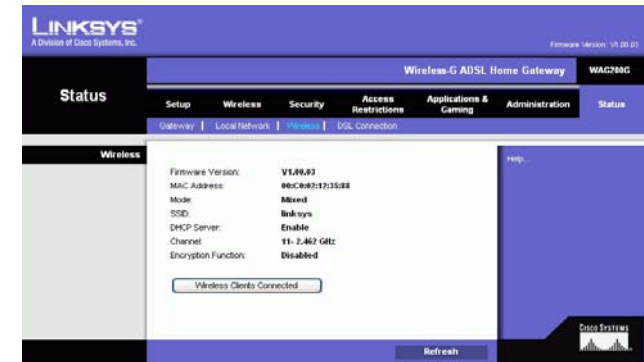 LINKSYS®
A Division of Cisco Systems, Inc.
Firmware Version: V1.00.03
Wireless-G ADSL Home Gateway WAG200G
Status
Setup Wireless Security Access Restrictions Applications & Gaming Administration Status
Gateway | Local Network | Wireless | DSL Connection
Wireless
Help...
Firmware Version: V1.00.03
MAC Address: 00:C0:02:12:35:88
Mode: Mixed
SSID: linksys
DHCP Server: Enable
Channel: 11- 2.462 GHz
Encryption Function: Disabled
Wireless Clients Connected
Refresh
CISCO SYSTEMS